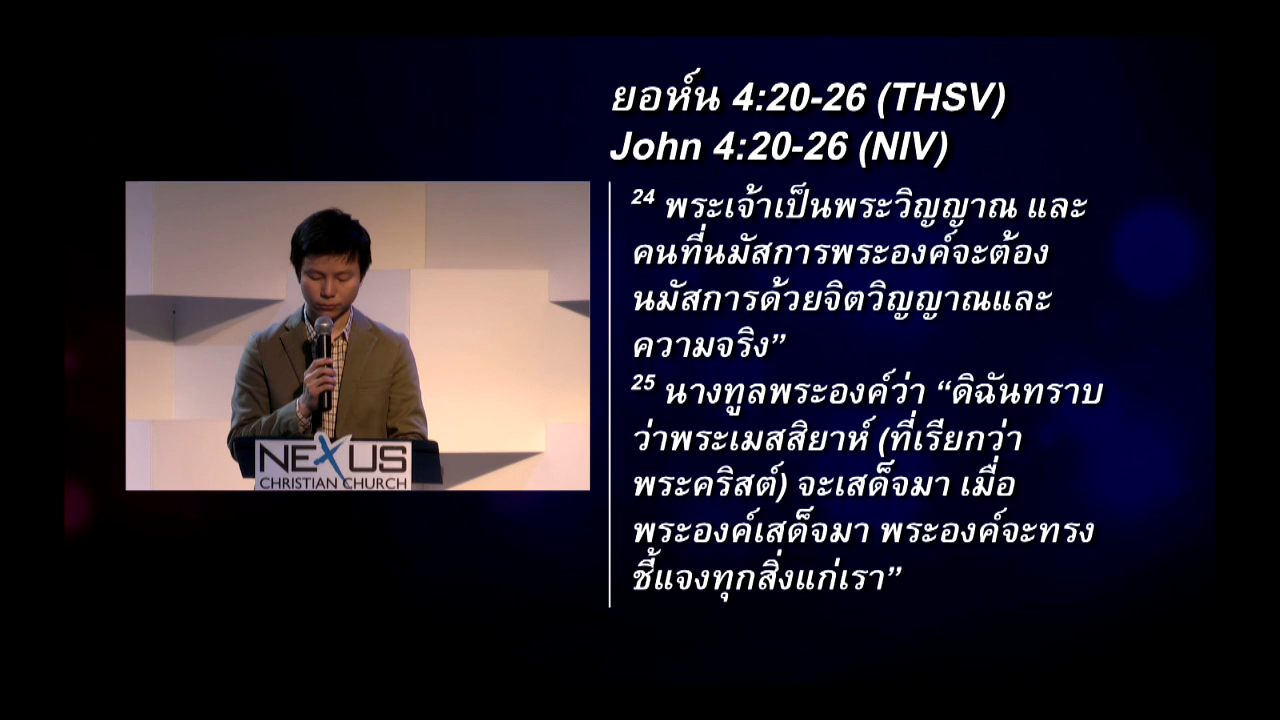 ยอห์น 4:20-26 (THSV)
John 4:20-26 (NIV)
24 พระเจ้าเป็นพระวิญญาณ และ
คนที่นมัสการพระองค์จะต้อง
นมัสการด้วยจิตวิญญาณและ
ความจริง”
25 นางทูลพระองค์ว่า “ดิฉันทราบ
ว่าพระเมสสิยาห์ (ที่เรียกว่า
พระคริสต์) จะเสด็จมา เมื่อ
พระองค์เสด็จมา พระองค์จะทรง
ชี้แจงทุกสิ่งแก่เรา”
NEXUS
CHRISTIAN CHURCH